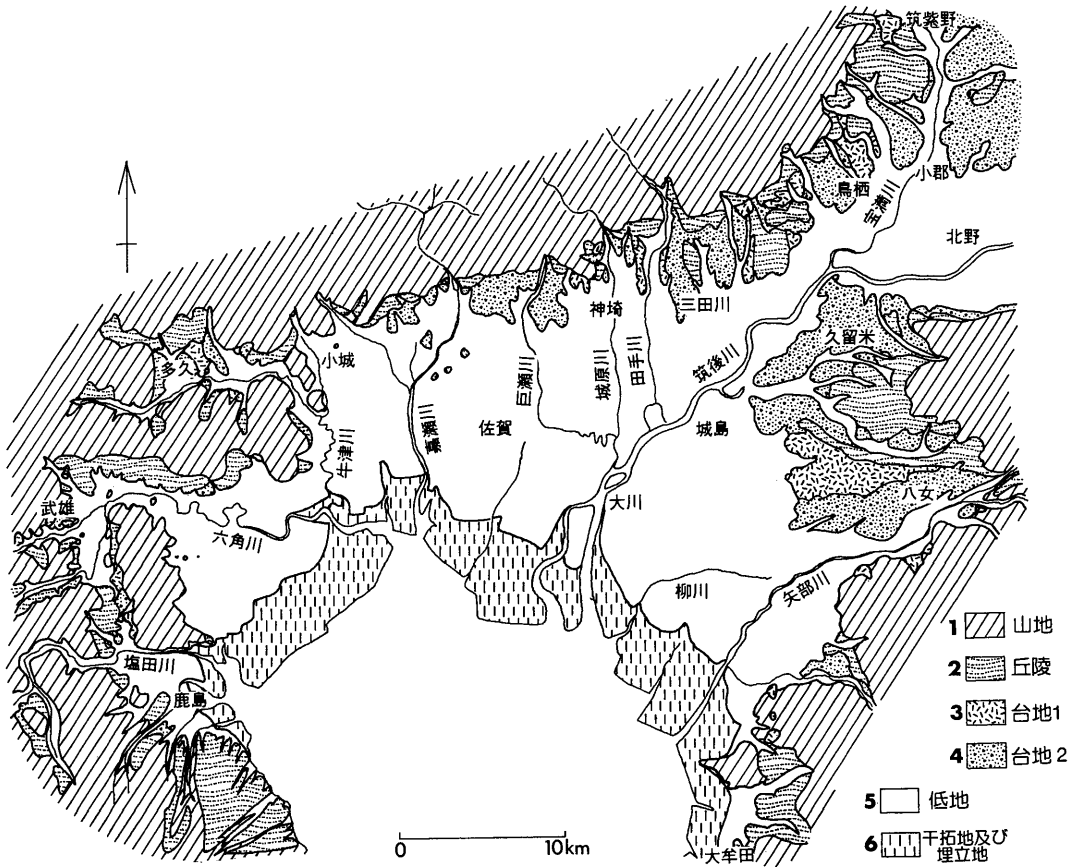 筑紫野
小郡
鳥栖
宝満川
北野
三田川
神埼
久留米
小城
多久
巨瀬川
城原川
田手川
筑後川
嘉瀬川
佐賀
城島
牛津川
八女
武雄
大川
六角川
柳川
矢部川
塩田川
鹿島
大牟田
1 山地
2 丘陵
3 台地1
4 台地2
5 低地
6 干拓地及び
埋立地
0 10km